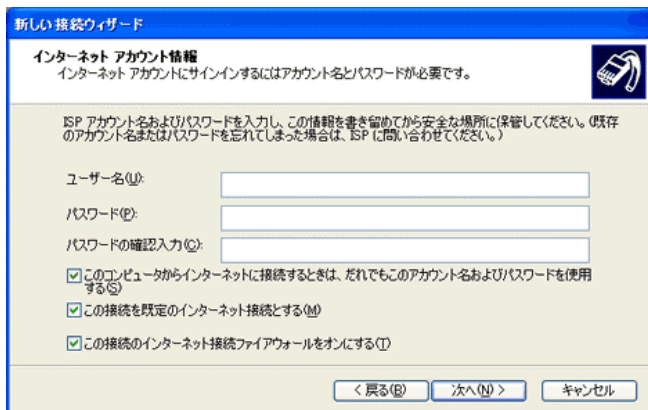 新しい接続ウィザード
インターネット アカウント情報
インターネット アカウントにサインインするにはアカウント名とパスワードが必要です。
ISP アカウント名およびパスワードを入力し、この情報を書き留めてから安全な場所に保管してください。(既存
のアカウント名またはパスワードを忘れてしまった場合は、ISP に問い合わせてください。)
ユーザー名(U):
パスワード(P):
パスワードの確認入力(C):
このコンピュータからインターネットに接続するときは、だれでもこのアカウント名およびパスワードを使用
する(S)
この接続を既定のインターネット接続とする(M)
この接続のインターネット接続ファイアウォールをオンにする(T)
< 戻る(B) 次へ(N) > キャンセル